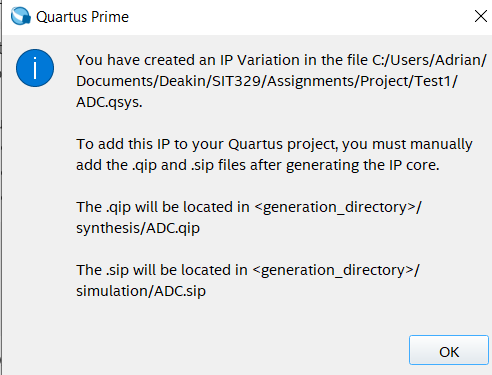 Quartus Prime
You have created an IP Variation in the file C:/Users/Adrian/
Documents/Deakin/SIT329/Assignments/Project/Test1/
ADC.qsys.
To add this IP to your Quartus project, you must manually
add the .qip and .sip files after generating the IP core.
The .qip will be located in <generation_directory>/
synthesis/ADC.qip
The .sip will be located in <generation_directory>/
simulation/ADC.sip
OK